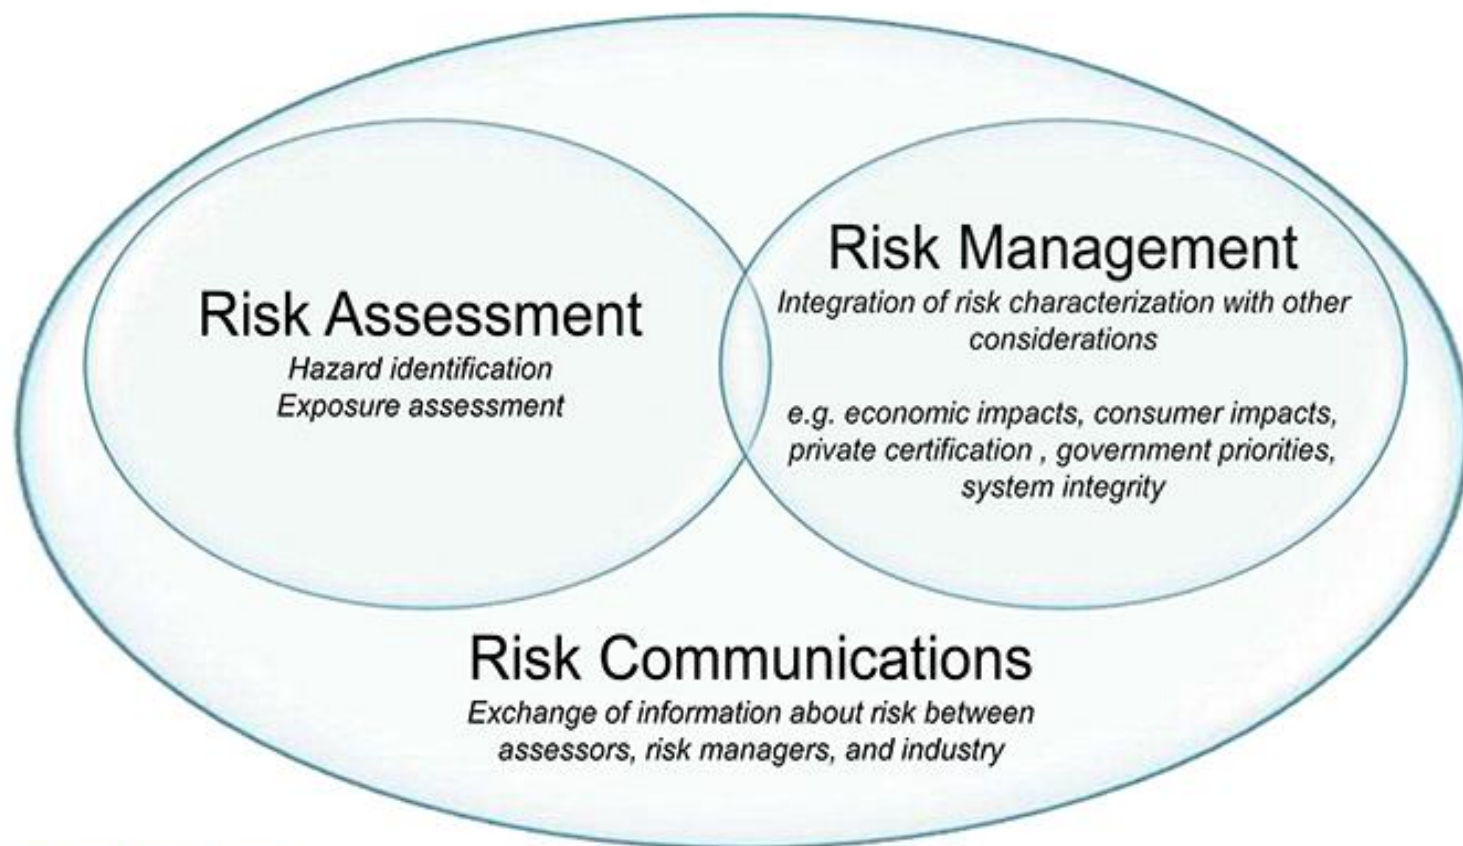 Risk Assessment
Hazard identification
Exposure assessment
Risk Management
Integration of risk characterization with other
considerations
e.g. economic impacts, consumer impacts,
private certification , government priorities,
system integrity
Risk Communications
Exchange of information about risk between
assessors, risk managers, and industry